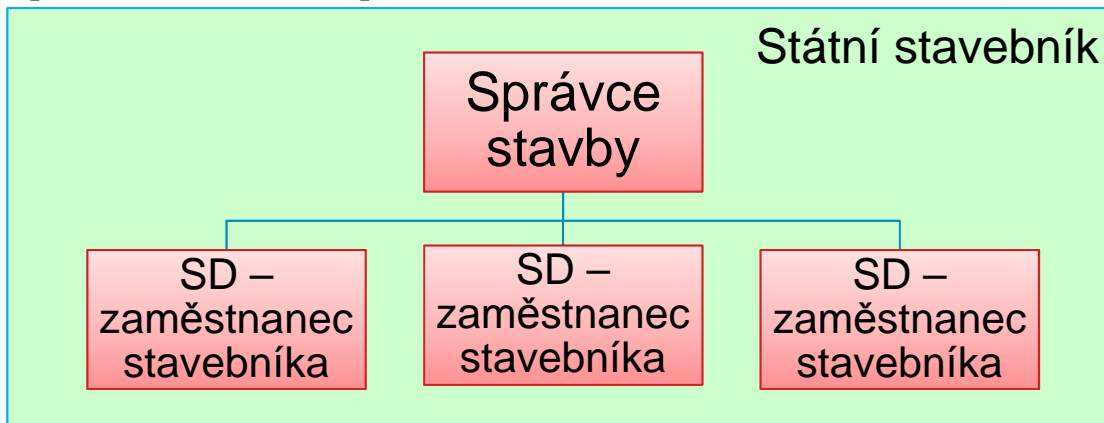 Státní stavebník
Správce
stavby
SD –
zaměstnanec
stavebníka
SD –
zaměstnanec
stavebníka
SD –
zaměstnanec
stavebníka